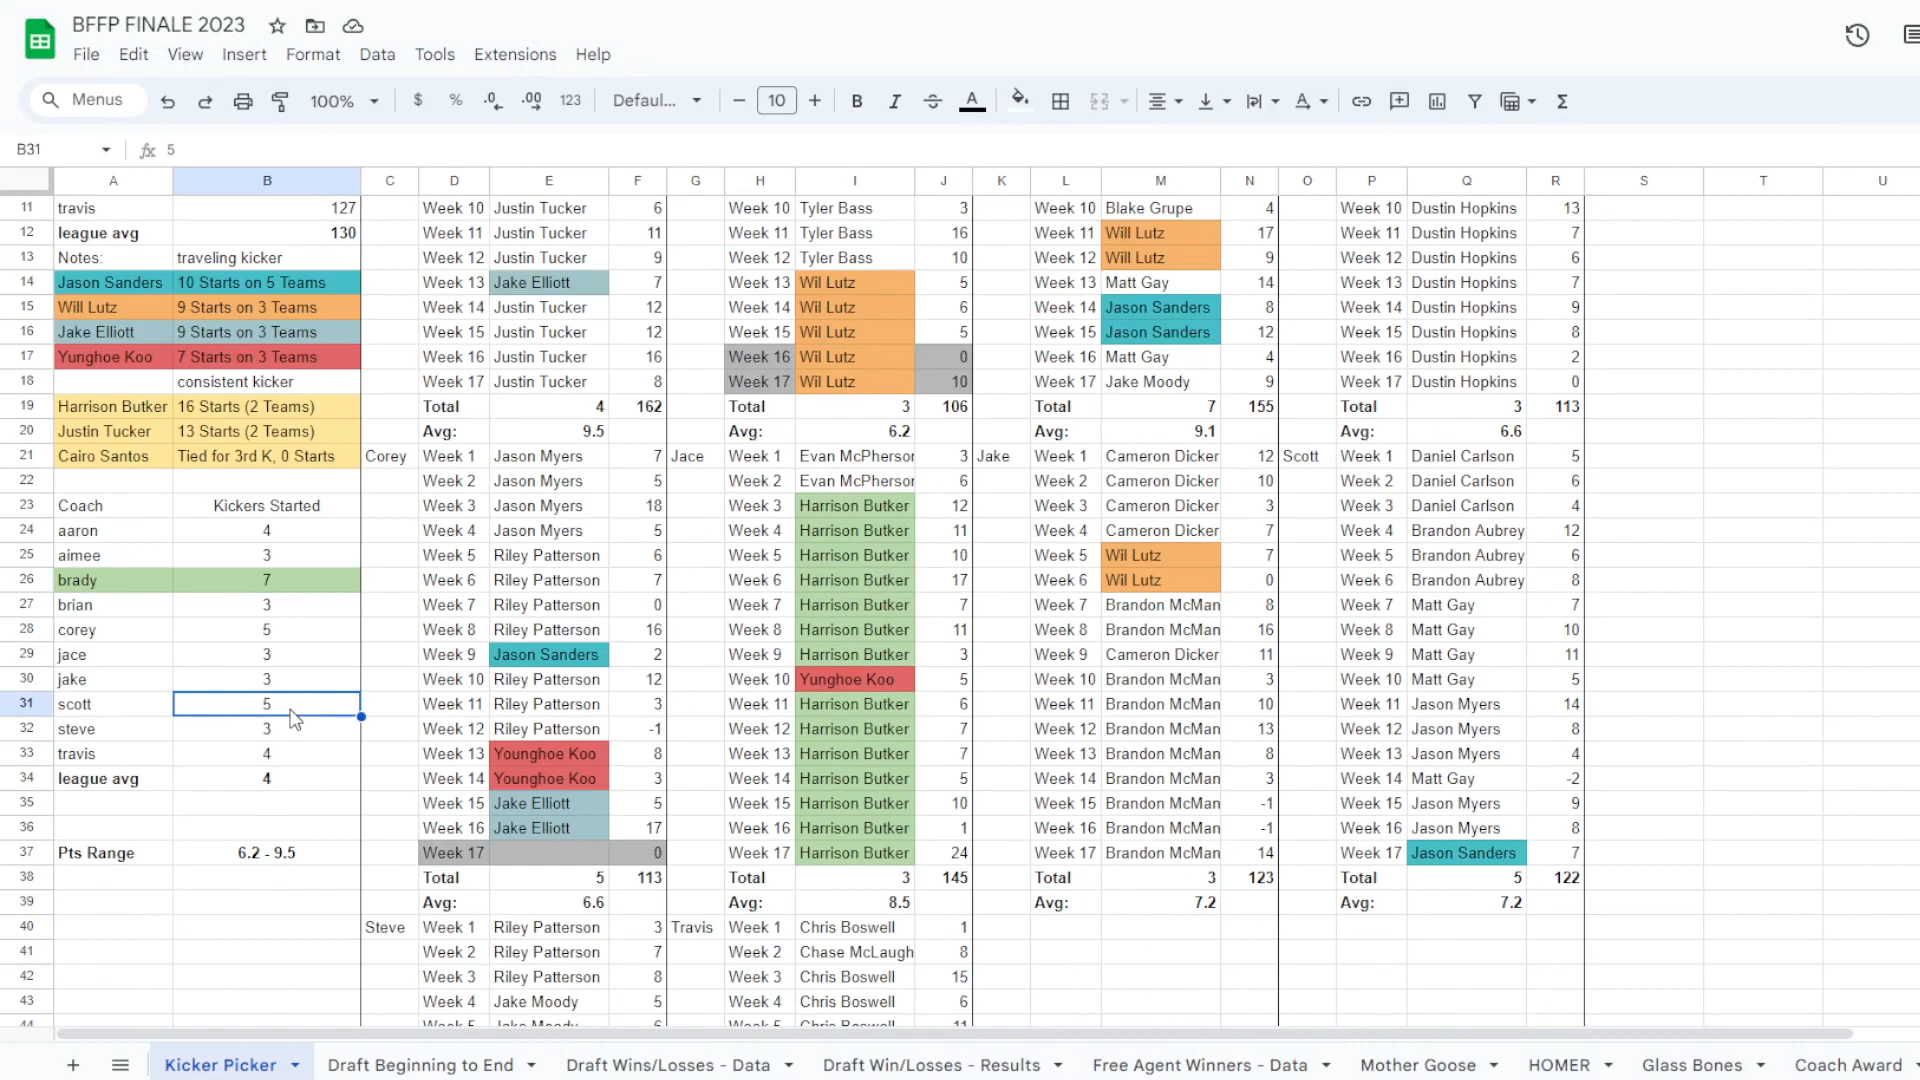 BFFP FINALE 2023
File Edit View Insert Format Data Tools Extensions Help
Menus 100% $ % .0 .00 123 Defaul... − 10 + B I A Σ
B31 fx 5
A B C D E F G H I J K L M N O P Q R S T U
11 travis 127 Week 10 Justin Tucker 6 Week 10 Tyler Bass 3 Week 10 Blake Grupe 4 Week 10 Dustin Hopkins 13
12 league avg 130 Week 11 Justin Tucker 11 Week 11 Tyler Bass 16 Week 11 Will Lutz 17 Week 11 Dustin Hopkins 7
13 Notes: traveling kicker Week 12 Justin Tucker 9 Week 12 Tyler Bass 10 Week 12 Will Lutz 9 Week 12 Dustin Hopkins 6
14 Jason Sanders 10 Starts on 5 Teams Week 13 Jake Elliott 7 Week 13 Wil Lutz 5 Week 13 Matt Gay 14 Week 13 Dustin Hopkins 7
15 Will Lutz 9 Starts on 3 Teams Week 14 Justin Tucker 12 Week 14 Wil Lutz 6 Week 14 Jason Sanders 8 Week 14 Dustin Hopkins 9
16 Jake Elliott 9 Starts on 3 Teams Week 15 Justin Tucker 12 Week 15 Wil Lutz 5 Week 15 Jason Sanders 12 Week 15 Dustin Hopkins 8
17 Yunghoe Koo 7 Starts on 3 Teams Week 16 Justin Tucker 16 Week 16 Wil Lutz 0 Week 16 Matt Gay 4 Week 16 Dustin Hopkins 2
18 consistent kicker Week 17 Justin Tucker 8 Week 17 Wil Lutz 10 Week 17 Jake Moody 9 Week 17 Dustin Hopkins 0
19 Harrison Butker 16 Starts (2 Teams) Total 4 162 Total 3 106 Total 7 155 Total 3 113
20 Justin Tucker 13 Starts (2 Teams) Avg: 9.5 Avg: 6.2 Avg: 9.1 Avg: 6.6
21 Cairo Santos Tied for 3rd K, 0 Starts Corey Week 1 Jason Myers 7 Jace Week 1 Evan McPherson 3 Jake Week 1 Cameron Dicker 12 Scott Week 1 Daniel Carlson 5
22 Week 2 Jason Myers 5 Week 2 Evan McPherson 6 Week 2 Cameron Dicker 10 Week 2 Daniel Carlson 6
23 Coach Kickers Started Week 3 Jason Myers 18 Week 3 Harrison Butker 12 Week 3 Cameron Dicker 3 Week 3 Daniel Carlson 4
24 aaron 4 Week 4 Jason Myers 5 Week 4 Harrison Butker 11 Week 4 Cameron Dicker 7 Week 4 Brandon Aubrey 12
25 aimee 3 Week 5 Riley Patterson 6 Week 5 Harrison Butker 10 Week 5 Wil Lutz 7 Week 5 Brandon Aubrey 6
26 brady 7 Week 6 Riley Patterson 7 Week 6 Harrison Butker 17 Week 6 Wil Lutz 0 Week 6 Brandon Aubrey 8
27 brian 3 Week 7 Riley Patterson 0 Week 7 Harrison Butker 7 Week 7 Brandon McMan 8 Week 7 Matt Gay 7
28 corey 5 Week 8 Riley Patterson 16 Week 8 Harrison Butker 11 Week 8 Brandon McMan 16 Week 8 Matt Gay 10
29 jace 3 Week 9 Jason Sanders 2 Week 9 Harrison Butker 3 Week 9 Cameron Dicker 11 Week 9 Matt Gay 11
30 jake 3 Week 10 Riley Patterson 12 Week 10 Yunghoe Koo 5 Week 10 Brandon McMan 3 Week 10 Matt Gay 5
31 scott 5 Week 11 Riley Patterson 3 Week 11 Harrison Butker 6 Week 11 Brandon McMan 10 Week 11 Jason Myers 14
32 steve 3 Week 12 Riley Patterson -1 Week 12 Harrison Butker 7 Week 12 Brandon McMan 13 Week 12 Jason Myers 8
33 travis 4 Week 13 Younghoe Koo 8 Week 13 Harrison Butker 7 Week 13 Brandon McMan 8 Week 13 Jason Myers 4
34 league avg 4 Week 14 Younghoe Koo 3 Week 14 Harrison Butker 5 Week 14 Brandon McMan 3 Week 14 Matt Gay -2
35 Week 15 Jake Elliott 5 Week 15 Harrison Butker 10 Week 15 Brandon McMan -1 Week 15 Jason Myers 9
36 Week 16 Jake Elliott 17 Week 16 Harrison Butker 1 Week 16 Brandon McMan -1 Week 16 Jason Myers 8
37 Pts Range 6.2 - 9.5 Week 17 0 Week 17 Harrison Butker 24 Week 17 Brandon McMan 14 Week 17 Jason Sanders 7
38 Total 5 113 Total 3 145 Total 3 123 Total 5 122
39 Avg: 6.6 Avg: 8.5 Avg: 7.2 Avg: 7.2
40 Steve Week 1 Riley Patterson 3 Travis Week 1 Chris Boswell 1
41 Week 2 Riley Patterson 7 Week 2 Chase McLaugh 8
42 Week 3 Riley Patterson 8 Week 3 Chris Boswell 15
43 Week 4 Jake Moody 5 Week 4 Chris Boswell 6
44 Week 5 Jake Moody 6 Week 5 Chris Boswell 11
+ Kicker Picker Draft Beginning to End Draft Wins/Losses - Data Draft Win/Losses - Results Free Agent Winners - Data Mother Goose HOMER Glass Bones Coach Award